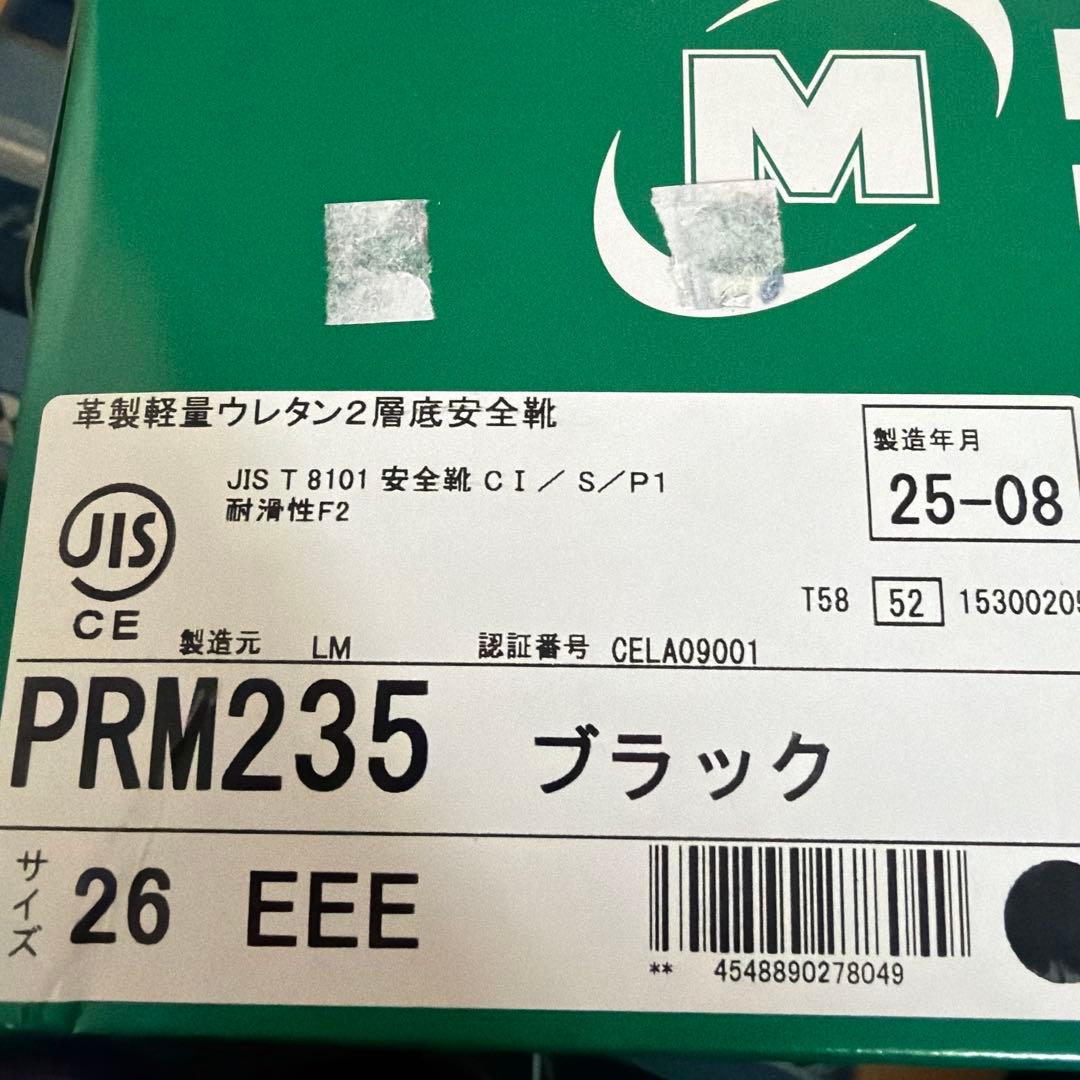 M
革製軽量ウレタン2層底安全靴
JIS T 8101 安全靴 CI/S/P1
耐滑性F2
製造年月
25-08
JIS
CE
T58 52 15300205
製造元 LM 認証番号 CELA09001
PRM235 ブラック
サイズ 26 EEE
** 4548890278049